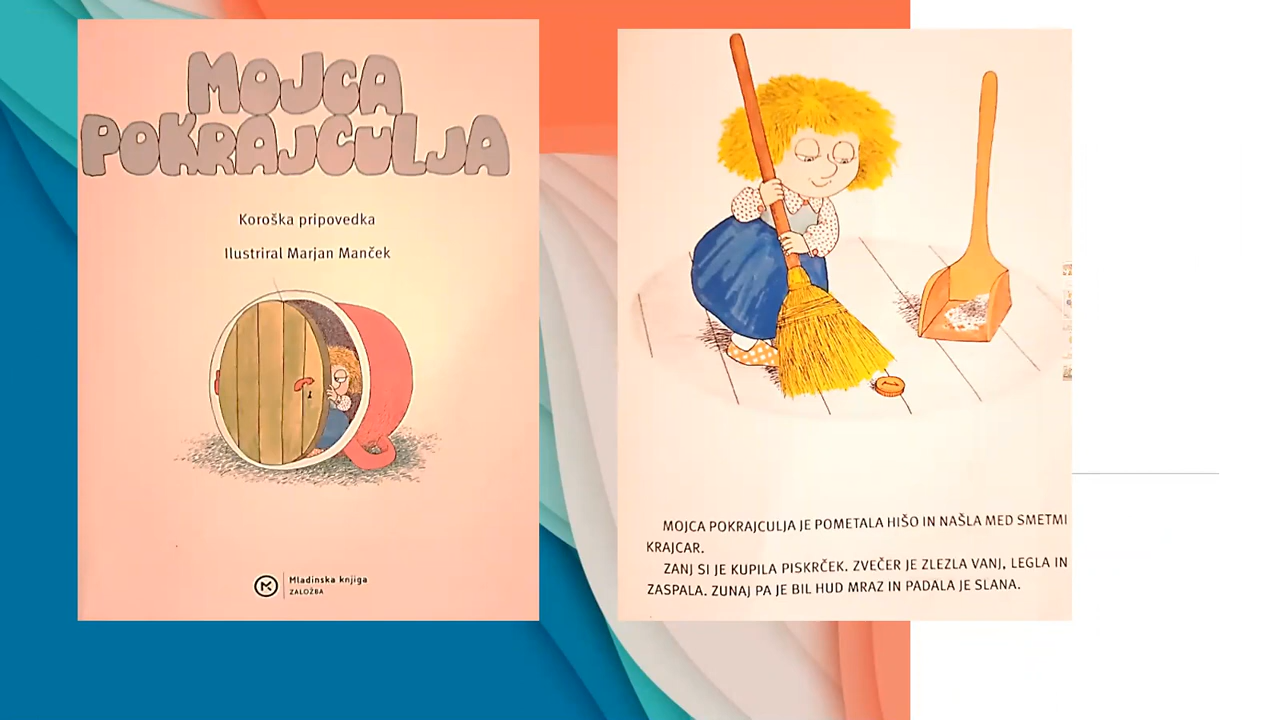 MOJCA
POKRAJCULJA
Koroška pripovedka
Ilustriral Marjan Manček
Mladinska knjiga
ZALOŽBA
MOJCA POKRAJCULJA JE POMETALA HIŠO IN NAŠLA MED SMETMI
KRAJCAR.
ZANJ SI JE KUPILA PISKRČEK. ZVEČER JE ZLEZLA VANJ, LEGLA IN
ZASPALA. ZUNAJ PA JE BIL HUD MRAZ IN PADALA JE SLANA.